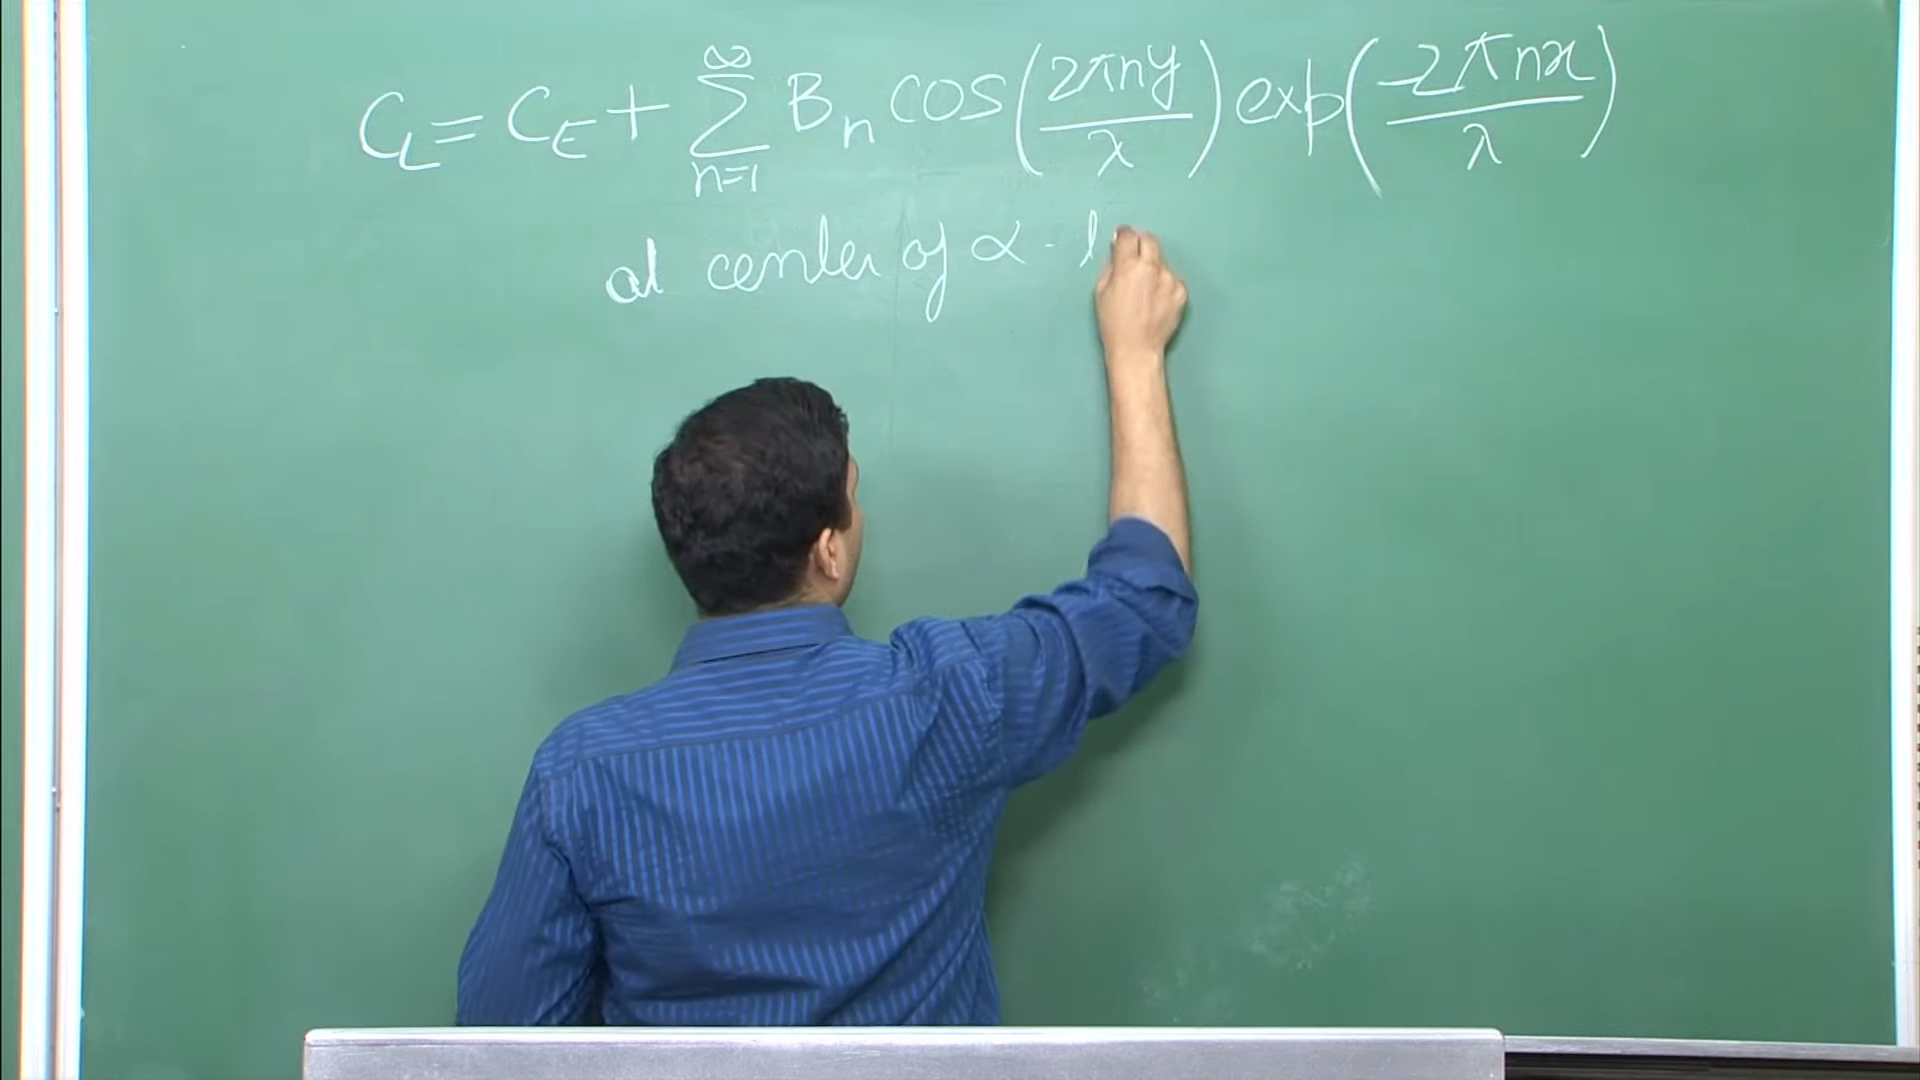 C_L = C_E + ∑_{n=1}^{∞} B_n cos(2πny/λ) exp(-2πnx/λ)
at center of α - l